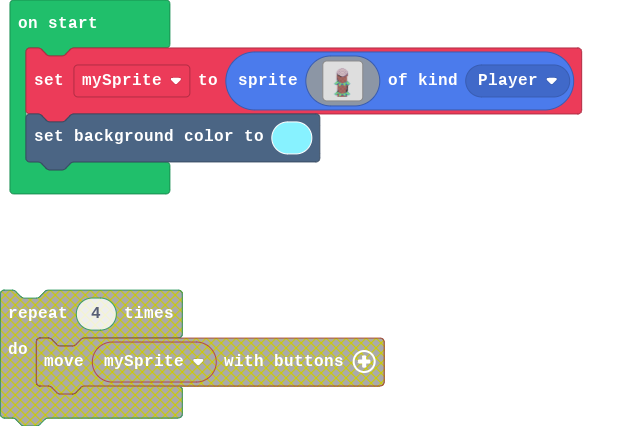 on start
set mySprite to sprite of kind Player
set background color to
repeat 4 times
do
move mySprite with buttons